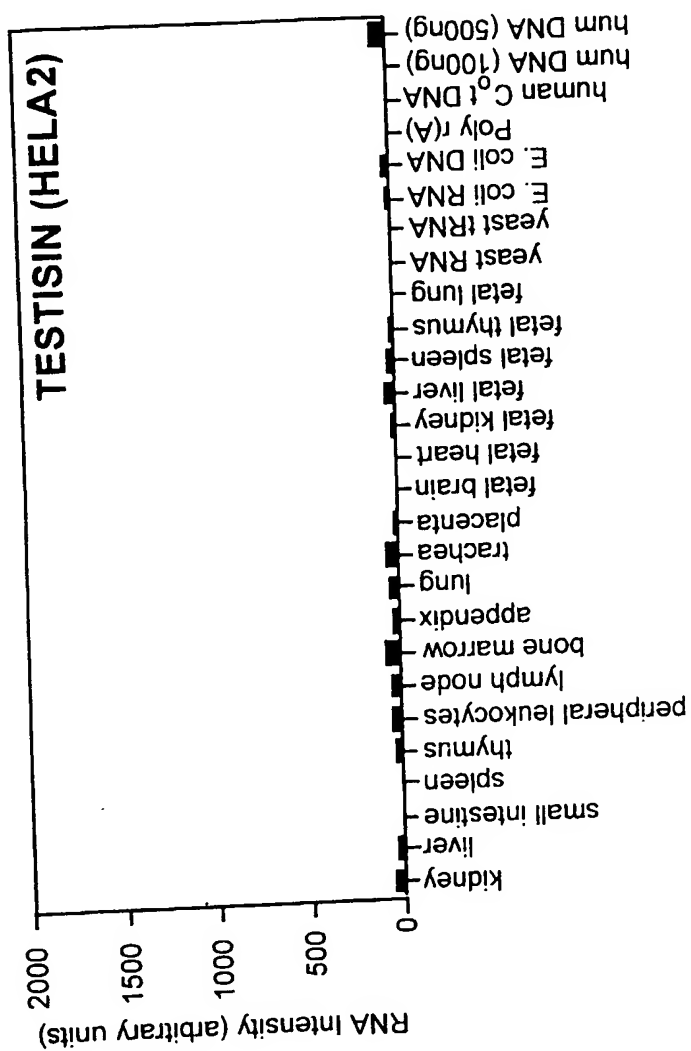 TESTISIN (HELA2)
RNA Intensity (arbitrary units)
2000
1500
1000
500
0
kidney
liver
small intestine
spleen
thymus
peripheral leukocytes
lymph node
bone marrow
appendix
lung
trachea
placenta
fetal brain
fetal heart
fetal kidney
fetal liver
fetal spleen
fetal thymus
fetal lung
yeast RNA
yeast tRNA
E. coli RNA
E. coli DNA
Poly r(A)
human Cot DNA
hum DNA (100ng)
hum DNA (500ng)